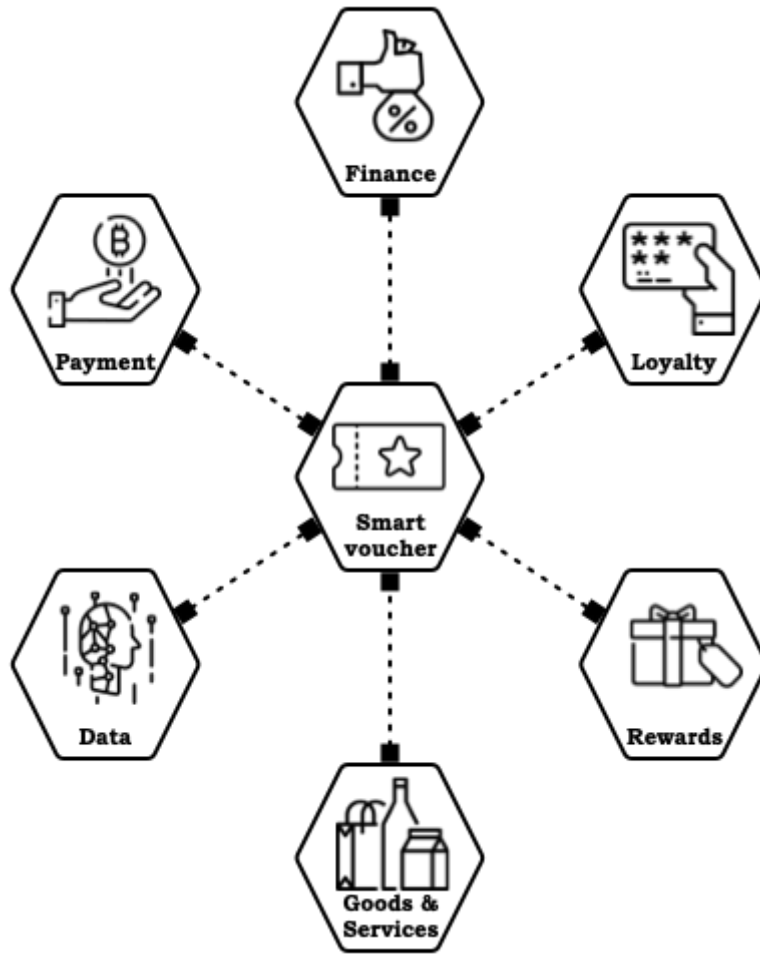 Finance
Payment
Loyalty
Smart
voucher
Data
Rewards
Goods &
Services